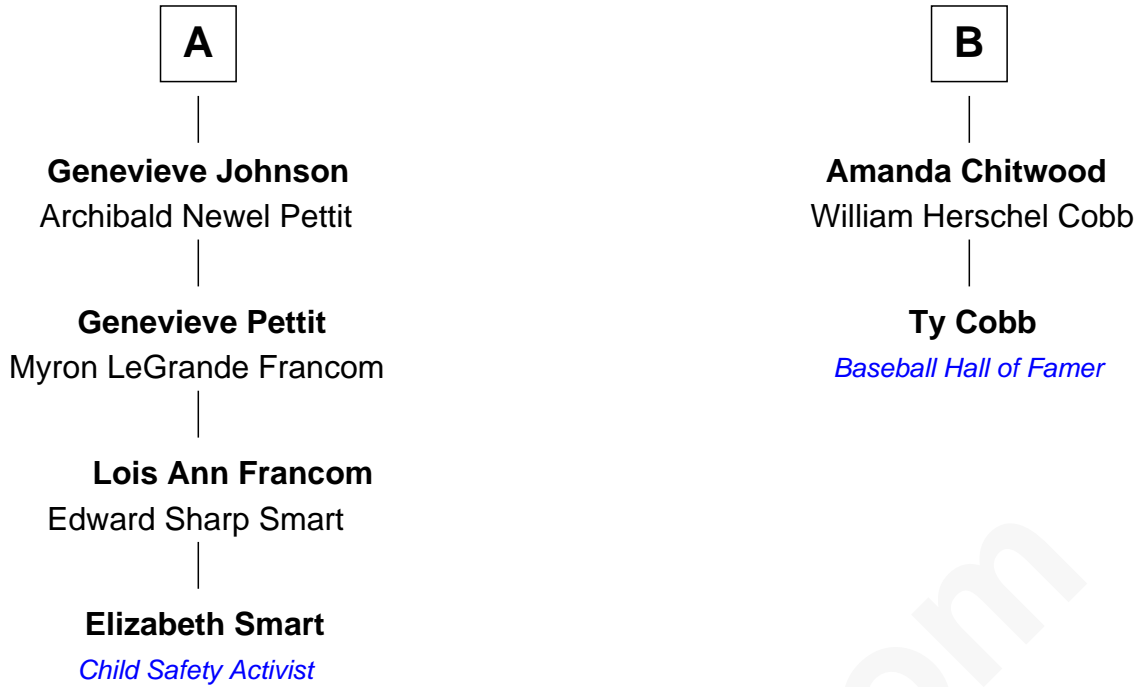 A
Genevieve Johnson
Archibald Newel Pettit
Genevieve Pettit
Myron LeGrande Francom
Lois Ann Francom
Edward Sharp Smart
Elizabeth Smart
Child Safety Activist
B
Amanda Chitwood
William Herschel Cobb
Ty Cobb
Baseball Hall of Famer
om